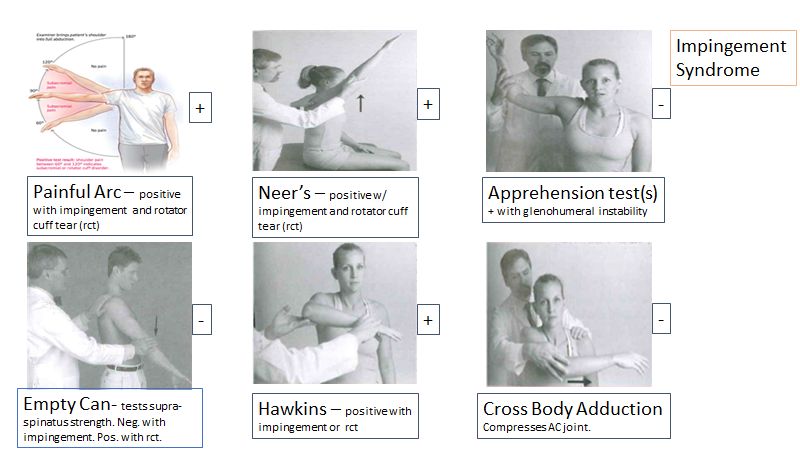 Impingement
Syndrome
Examiner brings patient's shoulder
into full abduction.
180°
120°
No pain
Subacromial
pain
90°
Subacromial
pain
60°
No pain
Positive test result: shoulder pain
between 60° and 120° indicates
subacromial or rotator cuff disorder.
+
+
-
Painful Arc – positive
with impingement and rotator
cuff tear (rct)
Neer's – positive w/
impingement and rotator cuff
tear (rct)
Apprehension test(s)
+ with glenohumeral instability
-
+
-
Empty Can- tests supra-
spinatus strength. Neg. with
impingement. Pos. with rct.
Hawkins – positive with
impingement or rct
Cross Body Adduction
Compresses AC joint.